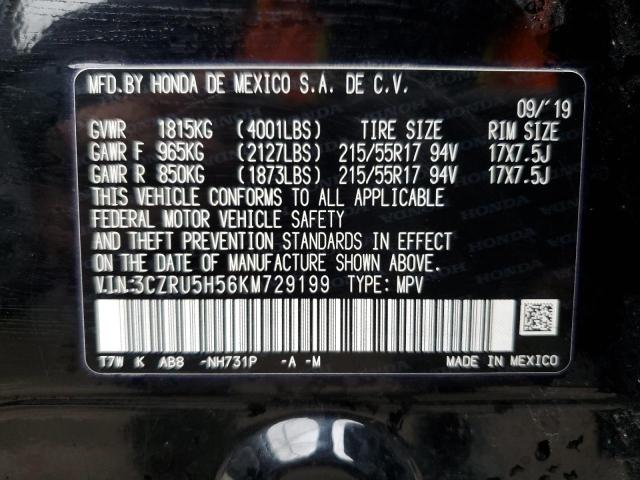 MFD.BY HONDA DE MEXICO S.A. DE C.V.
09/'19
GVWR 1815KG (4001LBS) TIRE SIZE RIM SIZE
GAWR F 965KG (2127LBS) 215/55R17 94V 17X7.5J
GAWR R 850KG (1873LBS) 215/55R17 94V 17X7.5J
THIS VEHICLE CONFORMS TO ALL APPLICABLE
FEDERAL MOTOR VEHICLE SAFETY
AND THEFT PREVENTION STANDARDS IN EFFECT
ON THE DATE OF MANUFACTURE SHOWN ABOVE.
V.I.N:3CZRU5H56KM729199 TYPE: MPV
T7W K AB8 -NH731P -A -M MADE IN MEXICO